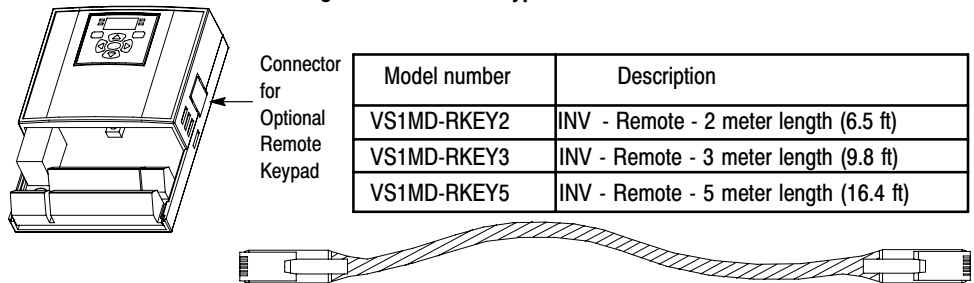 Connector
for
Optional
Remote
Keypad
Model number Description
VS1MD-RKEY2 INV - Remote - 2 meter length (6.5 ft)
VS1MD-RKEY3 INV - Remote - 3 meter length (9.8 ft)
VS1MD-RKEY5 INV - Remote - 5 meter length (16.4 ft)